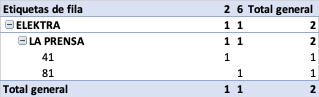 Etiquetas de fila 2 6 Total general
ELEKTRA 1 1 2
LA PRENSA 1 1 2
41 1 1
81 1 1
Total general 1 1 2